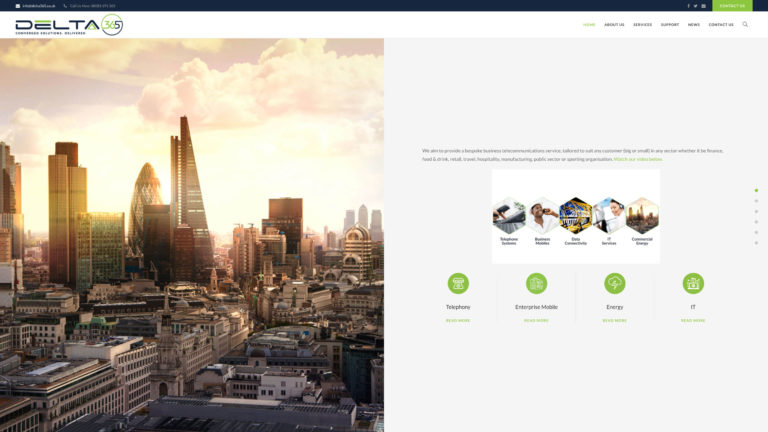 info@delta365.co.uk
Call Us Now:
CONTACT US
DELTA 365
CONVERGED SOLUTIONS. DELIVERED
HOME
ABOUT US
SERVICES
SUPPORT
NEWS
CONTACT US
We aim to provide a bespoke business telecommunications service, tailored to suit any customer (big or small) in any sector whether it be finance,
food & drink, retail, travel, hospitality, manufacturing, public sector or sporting organisation. Watch our video below.
Telephone
Systems
Business
Mobiles
Data
Connectivity
IT
Services
Commercial
Energy
Telephony
Enterprise Mobile
Energy
IT
READ MORE
READ MORE
READ MORE
READ MORE